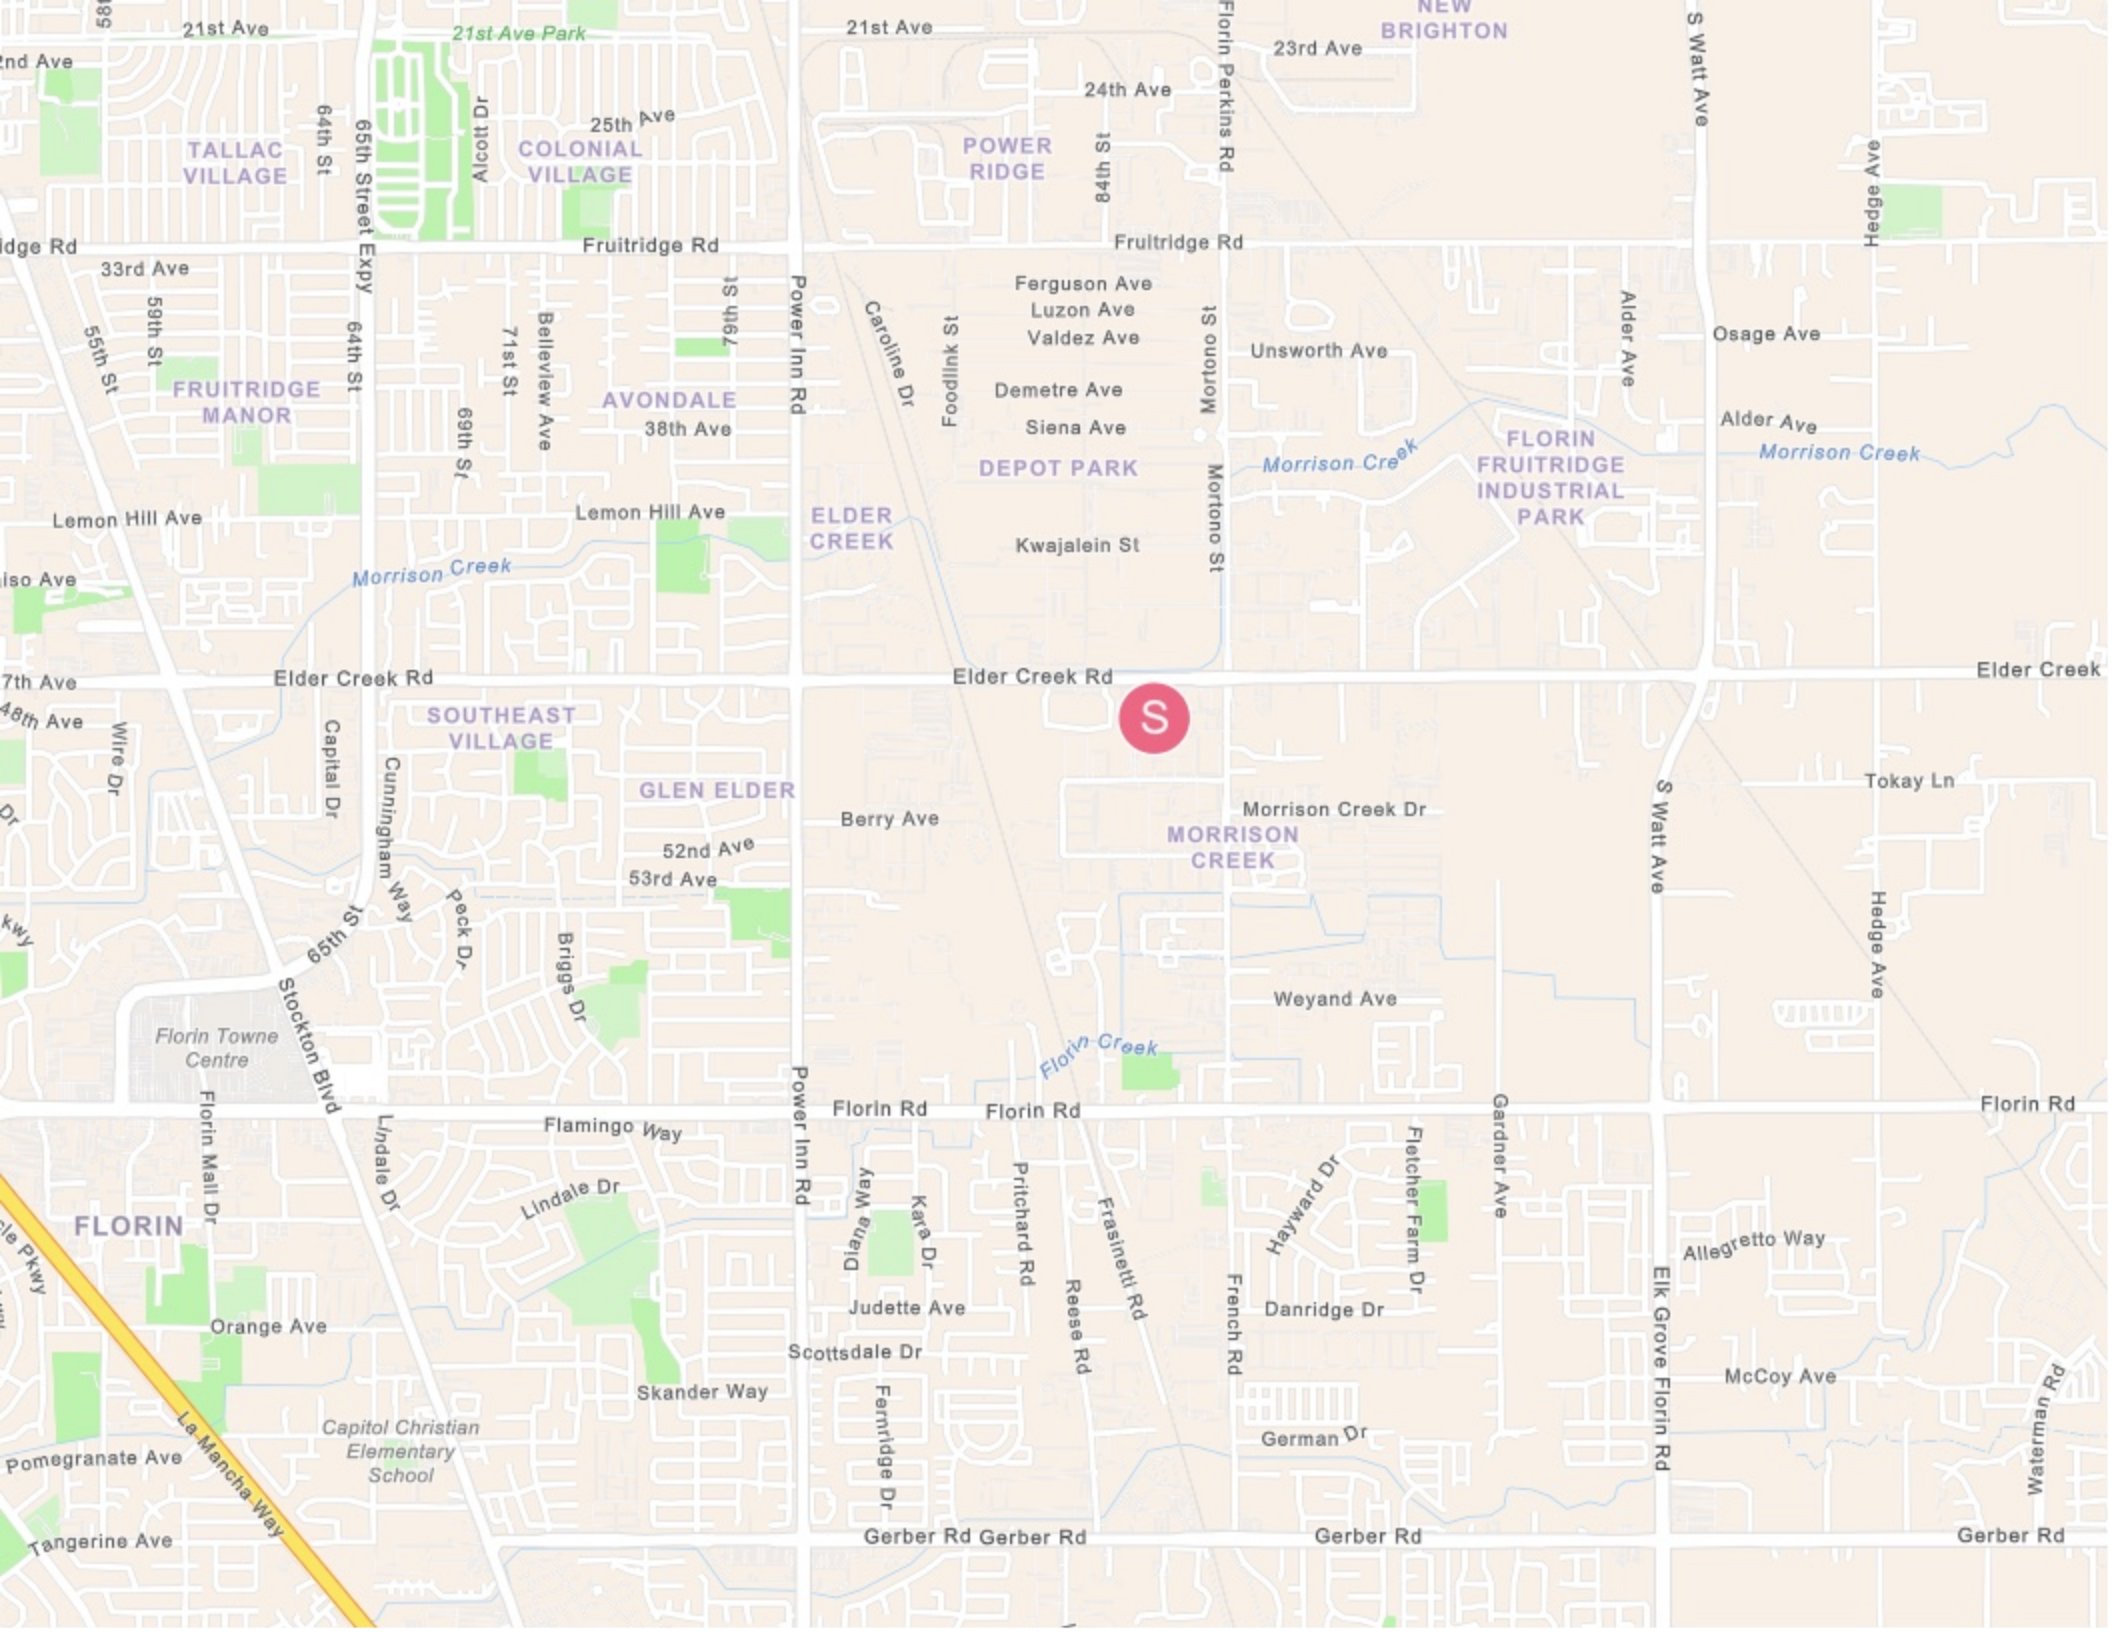 NEW
BRIGHTON
21st Ave
21st Ave Park
21st Ave
23rd Ave
S Watt Ave
Florin Perkins Rd
2nd Ave
24th Ave
64th St
65th Street Expy
Alcott Dr
25th Ave
TALLAC
VILLAGE
COLONIAL
VILLAGE
POWER
RIDGE
84th St
Hedge Ave
idge Rd
Fruitridge Rd
Fruitridge Rd
33rd Ave
59th St
55th St
64th St
71st St
Belleview Ave
76th St
Power Inn Rd
Caroline Dr
Foodlink St
Ferguson Ave
Luzon Ave
Valdez Ave
Mortono St
Unsworth Ave
Alder Ave
Osage Ave
FRUITRIDGE
MANOR
AVONDALE
Demetre Ave
69th St
38th Ave
Siena Ave
Alder Ave
DEPOT PARK
Morrison Creek
FLORIN
FRUITRIDGE
INDUSTRIAL
PARK
Morrison Creek
Mortono St
Lemon Hill Ave
Lemon Hill Ave
ELDER
CREEK
Kwajalein St
Morrison Creek
iso Ave
7th Ave
Elder Creek Rd
Elder Creek Rd
Elder Creek
48th Ave
Wire Dr
Capital Dr
Cunningham Way
SOUTHEAST
VILLAGE
S
GLEN ELDER
Tokay Ln
S Watt Ave
Dr
Berry Ave
Morrison Creek Dr
MORRISON
CREEK
52nd Ave
53rd Ave
kwy
65th St
Peck Dr
Briggs Dr
Hedge Ave
Stockton Blvd
Weyand Ave
Florin Towne
Centre
Florin Creek
Power Inn Rd
Florin Rd
Florin Rd
Florin Rd
Florin Mall Dr
Lindale Dr
Flamingo Way
Gardner Ave
Lindale Dr
Diana Way
Kara Dr
Pritchard Rd
Frasinetti Rd
Hayward Dr
Fletcher Farm Dr
FLORIN
cle Pkwy
Allegretto Way
Reese Rd
French Rd
Elk Grove Florin Rd
Judette Ave
Danridge Dr
Orange Ave
Scottsdale Dr
Skander Way
McCoy Ave
Waterman Rd
Fernridge Dr
La Mancha Way
Capitol Christian
Elementary
School
German Dr
Pomegranate Ave
Tangerine Ave
Gerber Rd
Gerber Rd
Gerber Rd
Gerber Rd